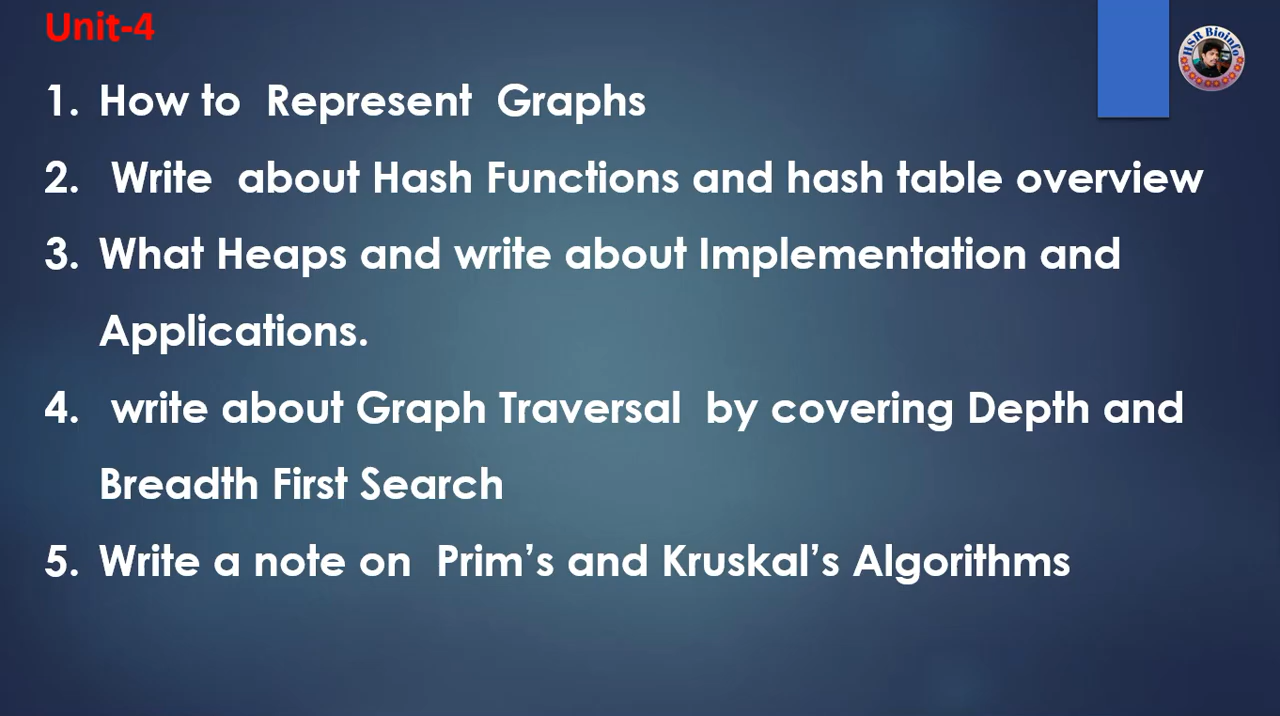 Unit-4
HSR Bioinfo
1. How to Represent Graphs
2. Write about Hash Functions and hash table overview
3. What Heaps and write about Implementation and
Applications.
4. write about Graph Traversal by covering Depth and
Breadth First Search
5. Write a note on Prim’s and Kruskal’s Algorithms